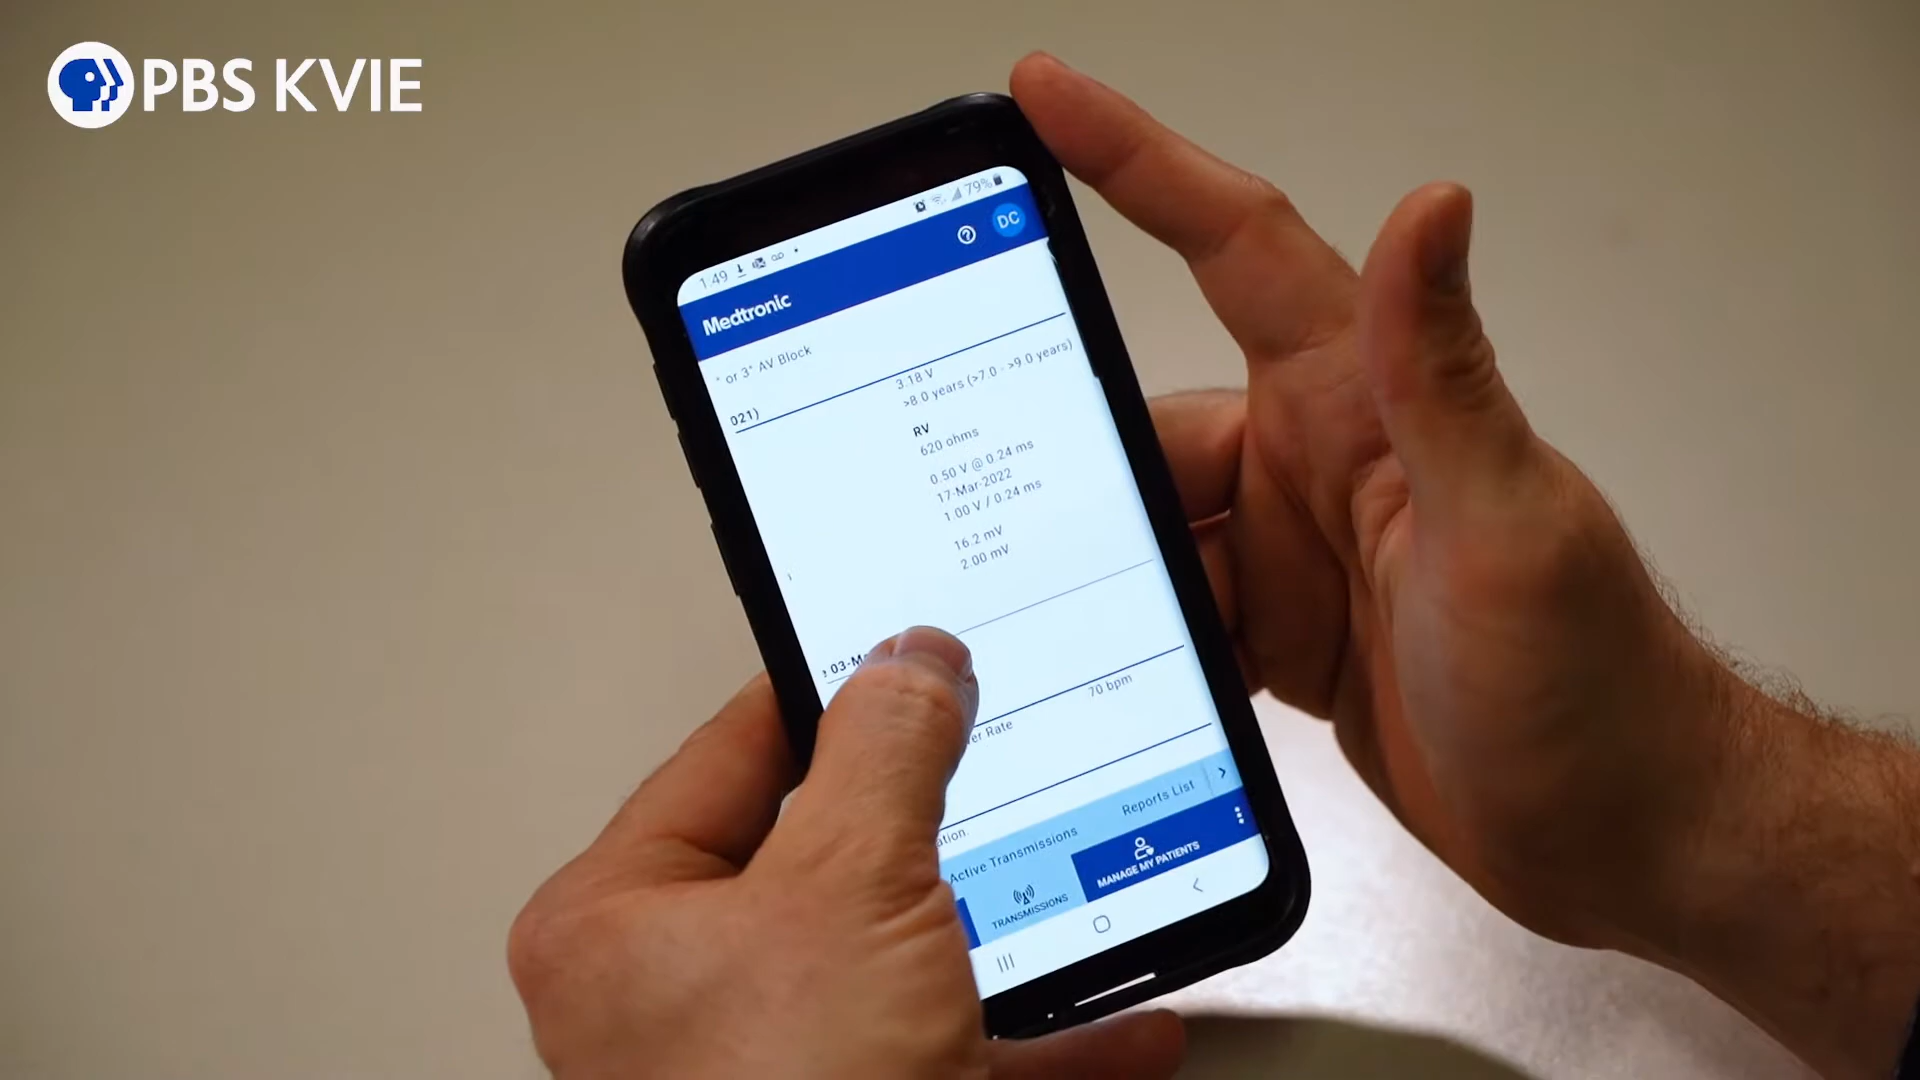 PBS KVIE
1:49 79%
DC
Medtronic
° or 3° AV Block
021)
3.18 V
>8.0 years (>7.0 - >9.0 years)
RV
620 ohms
0.50 V @ 0.24 ms
17-Mar-2022
1.00 V / 0.24 ms
16.2 mV
2.00 mV
03-M
er Rate 70 bpm
ation.
Active Transmissions Reports List
TRANSMISSIONS MANAGE MY PATIENTS